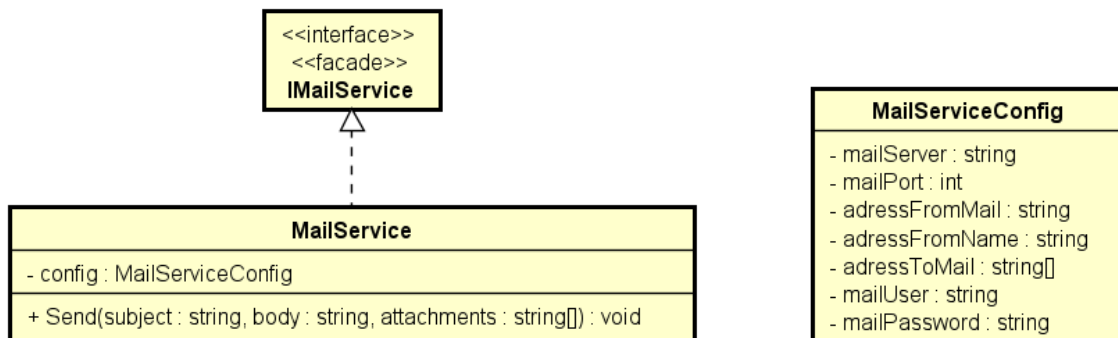 <<interface>>
<<facade>>
IMailService
MailService
- config : MailServiceConfig
+ Send(subject : string, body : string, attachments : string[]) : void
MailServiceConfig
- mailServer : string
- mailPort : int
- adressFromMail : string
- adressFromName : string
- adressToMail : string[]
- mailUser : string
- mailPassword : string